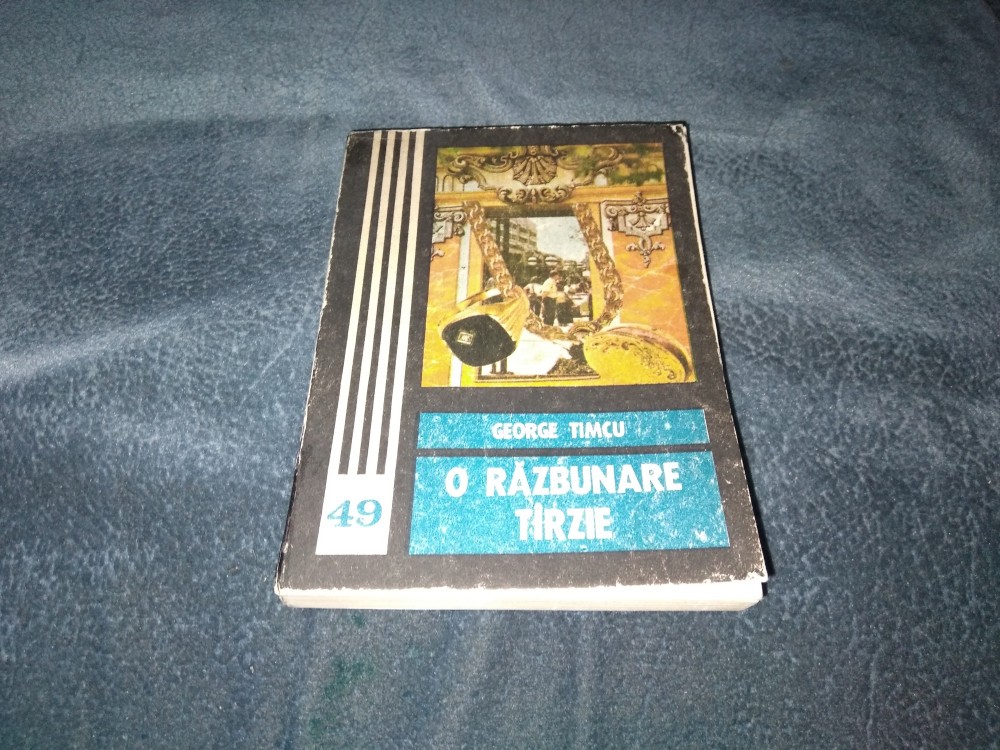 GEORGE TIMCU
O RĂZBUNARE
TÎRZIE
49